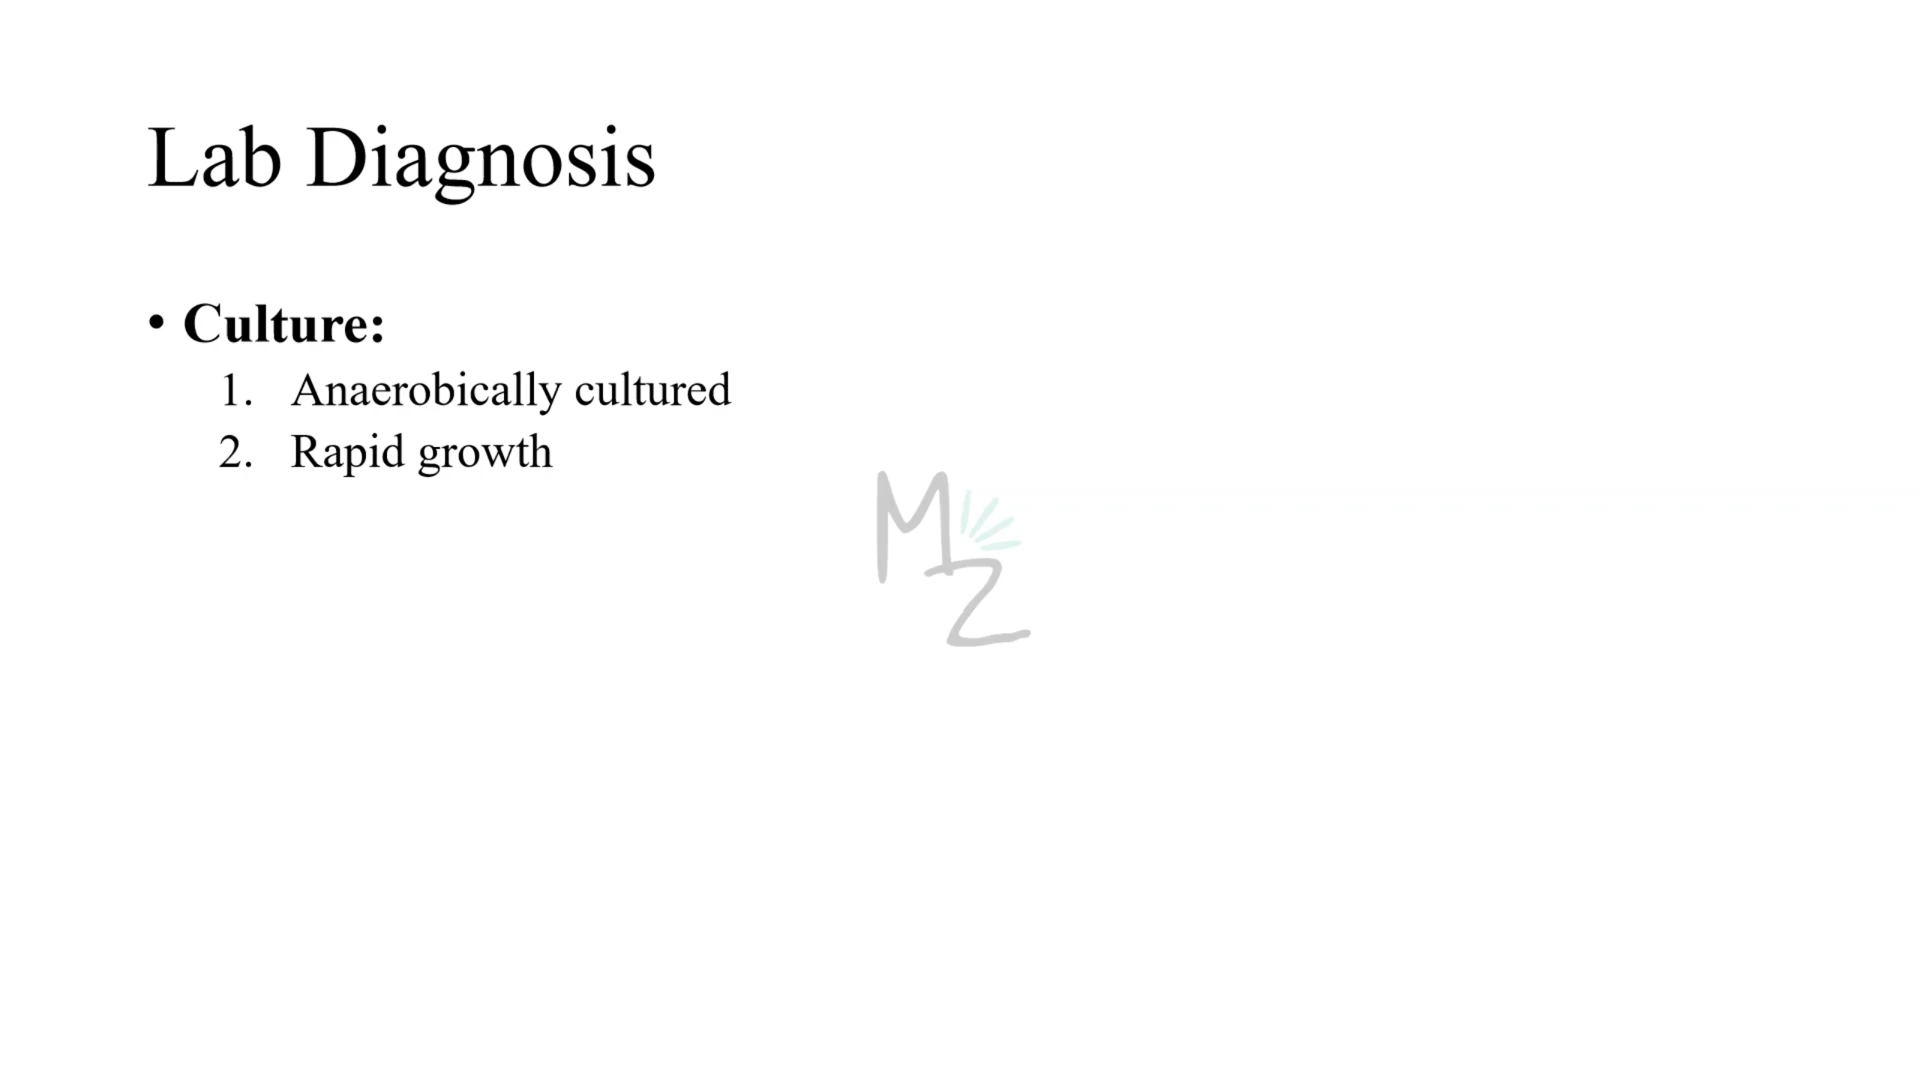 Lab Diagnosis
• Culture:
1. Anaerobically cultured
2. Rapid growth
M
Z